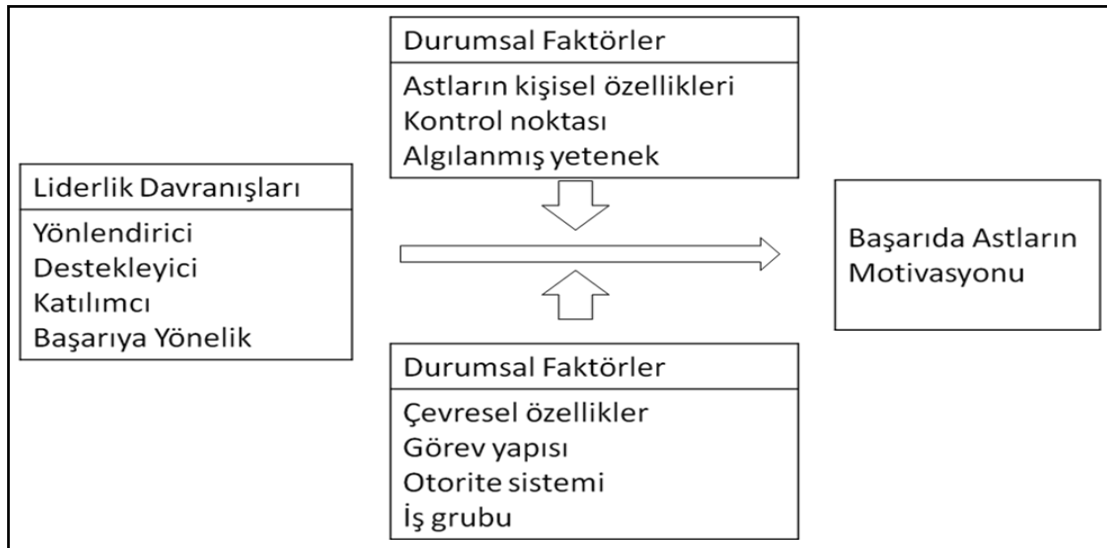 Durumsal Faktörler
Astların kişisel özellikleri
Kontrol noktası
Algılanmış yetenek
Liderlik Davranışları
Yönlendirici
Destekleyici
Katılımcı
Başarıya Yönelik
Başarıda Astların
Motivasyonu
Durumsal Faktörler
Çevresel özellikler
Görev yapısı
Otorite sistemi
İş grubu